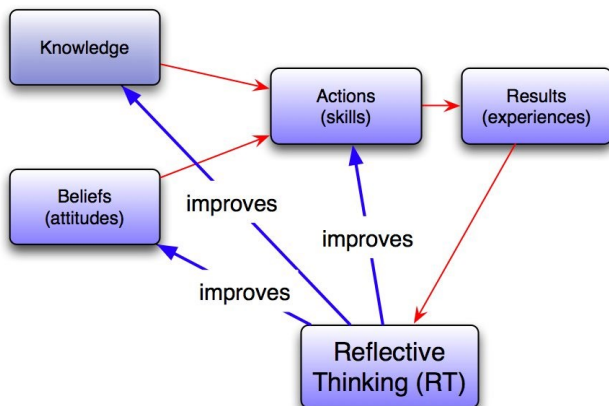 Knowledge
Actions
(skills)
Results
(experiences)
Beliefs
(attitudes)
improves
improves
improves
Reflective
Thinking (RT)